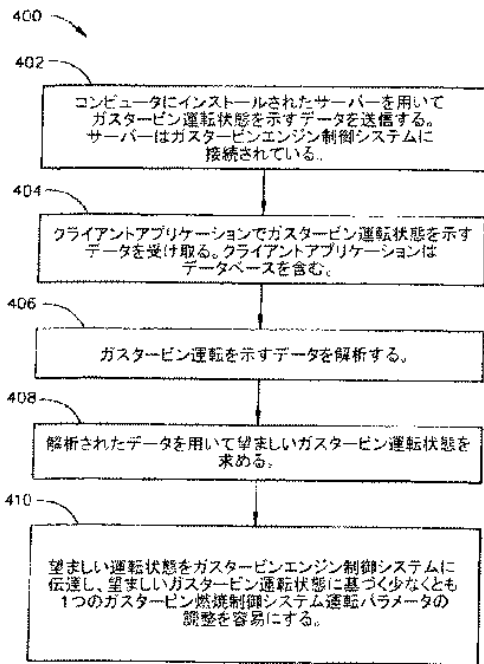 400
402
コンピュータにインストールされたサーバーを用いて
ガスタービン運転状態を示すデータを送信する。
サーバーはガスタービンエンジン制御システムに
接続されている。
404
クライアントアプリケーションでガスタービン運転状態を示す
データを受け取る。クライアントアプリケーションは
データベースを含む。
406
ガスタービン運転を示すデータを解析する。
408
解析されたデータを用いて望ましいガスタービン運転状態を
求める。
410
望ましい運転状態をガスタービンエンジン制御システムに
伝達し、望ましいガスタービン運転状態に基づく少なくとも
1つのガスタービン燃焼制御システム運転パラメータの
調整を容易にする。